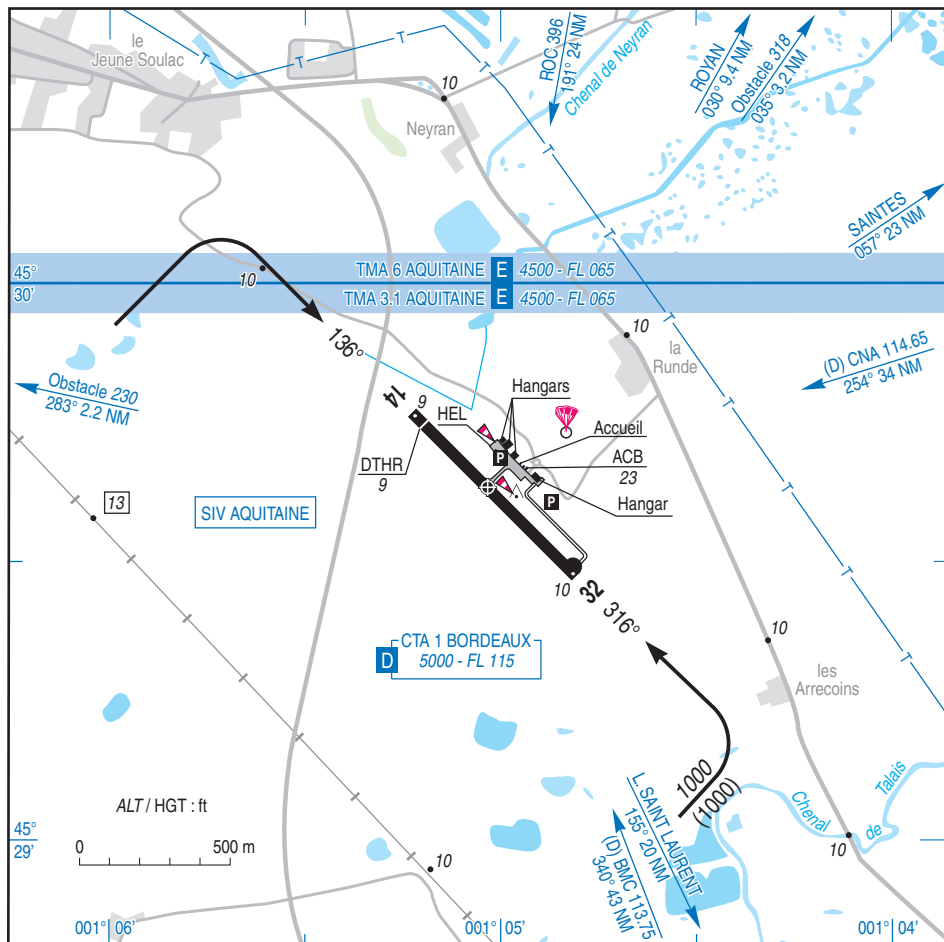 le
Jeune Soulac
T
T
10
Neyran
ROC 396
191° 24 NM
Chenal de Neyran
T
ROYAN
030° 9.4 NM
Obstacle 318
035° 3.2 NM
SAINTES
057° 23 NM
45°
30'
10
TMA 6 AQUITAINE E 4500 - FL 065
TMA 3.1 AQUITAINE E 4500 - FL 065
T
136°
10
la
Runde
(D) CNA 114.65
254° 34 NM
Obstacle 230
283° 2.2 NM
14
9
HEL
Hangars
Accueil
ACB
23
P
DTHR
9
P
Hangar
13
SIV AQUITAINE
T
10
32
316°
CTA 1 BORDEAUX
D 5000 - FL 115
10
T
les
Arrecoins
1000
(1000)
ALT / HGT : ft
0 500 m
L. SAINT LAURENT
155° 20 NM
(D) BMC 113.75
340° 43 NM
Chenal de Talais
10
10
45°
29'
001° 06'
001° 05'
001° 04'